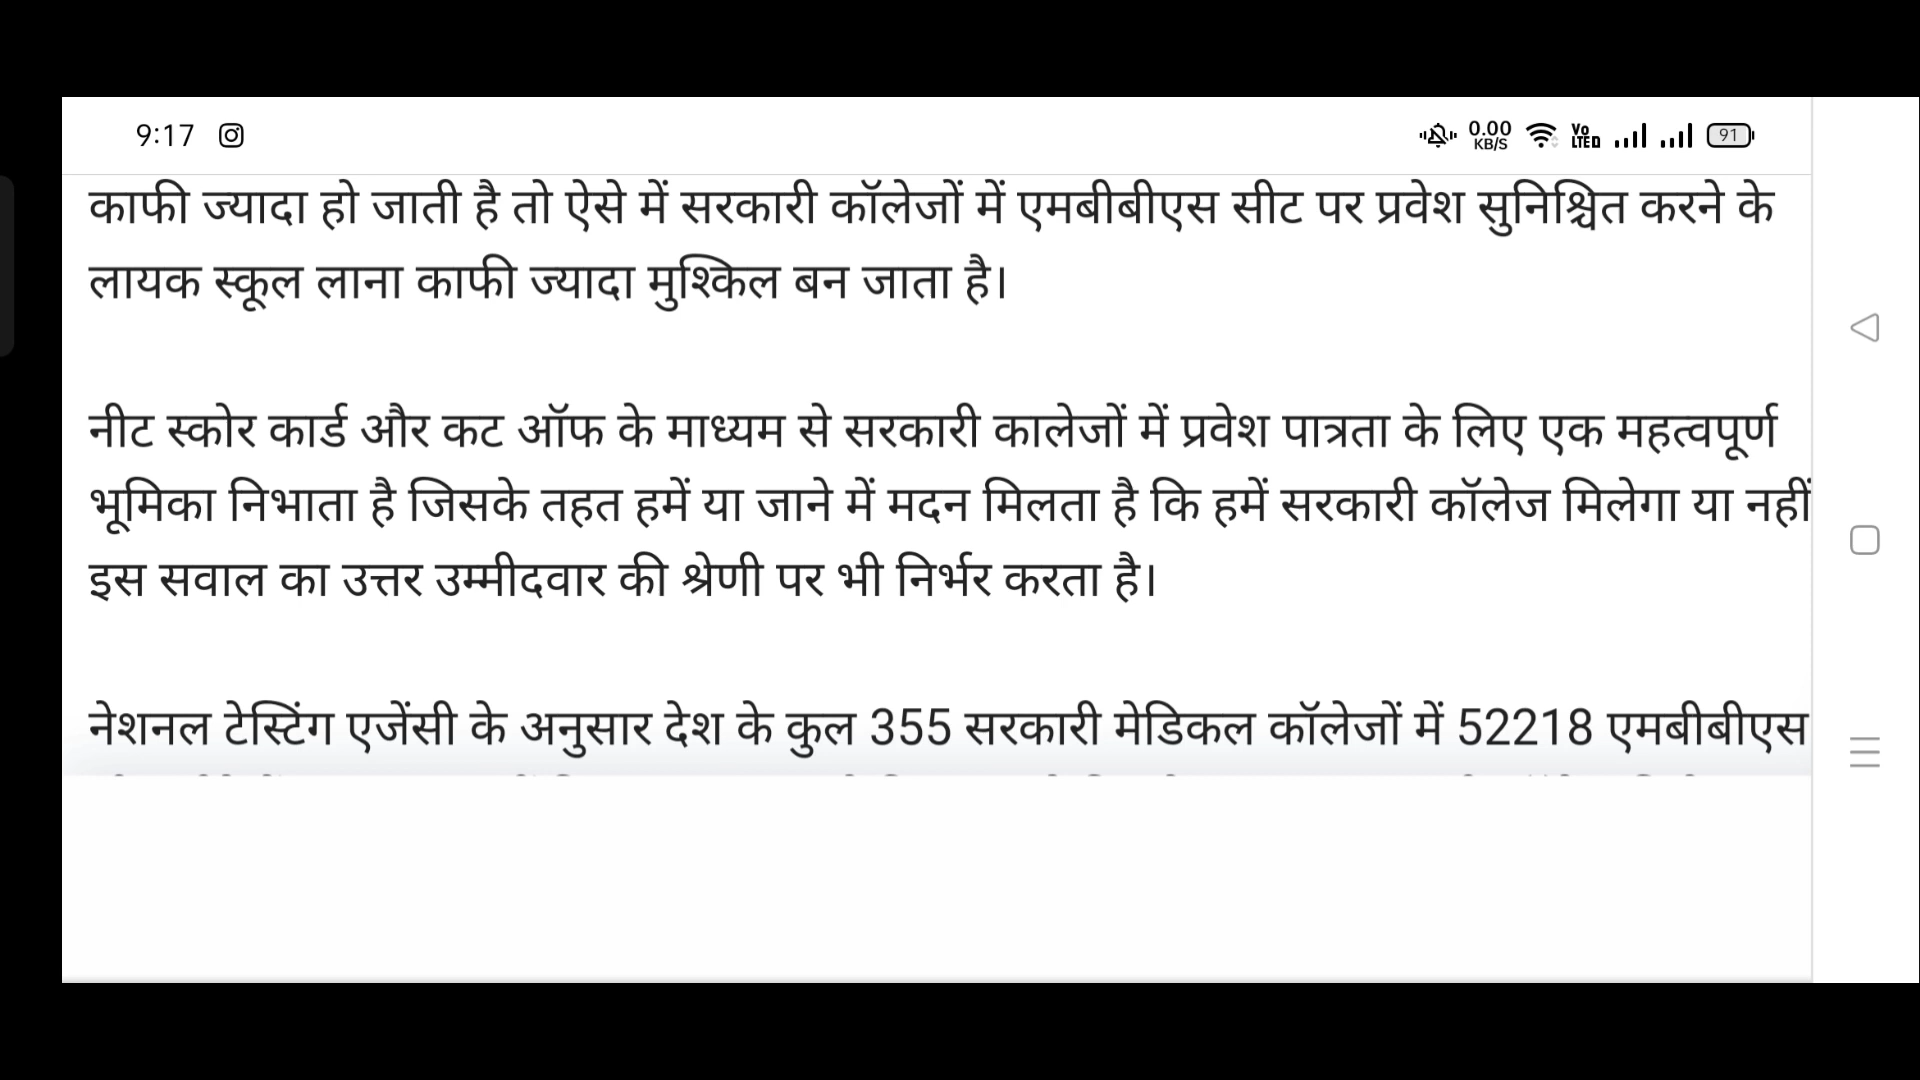 9:17
0.00 KB/S
Vo LTE
91
काफी ज्यादा हो जाती है तो ऐसे में सरकारी कॉलेजों में एमबीबीएस सीट पर प्रवेश सुनिश्चित करने के
लायक स्कूल लाना काफी ज्यादा मुश्किल बन जाता है।
नीट स्कोर कार्ड और कट ऑफ के माध्यम से सरकारी कालेजों में प्रवेश पात्रता के लिए एक महत्वपूर्ण
भूमिका निभाता है जिसके तहत हमें या जाने में मदन मिलता है कि हमें सरकारी कॉलेज मिलेगा या नहीं
इस सवाल का उत्तर उम्मीदवार की श्रेणी पर भी निर्भर करता है।
नेशनल टेस्टिंग एजेंसी के अनुसार देश के कुल 355 सरकारी मेडिकल कॉलेजों में 52218 एमबीबीएस